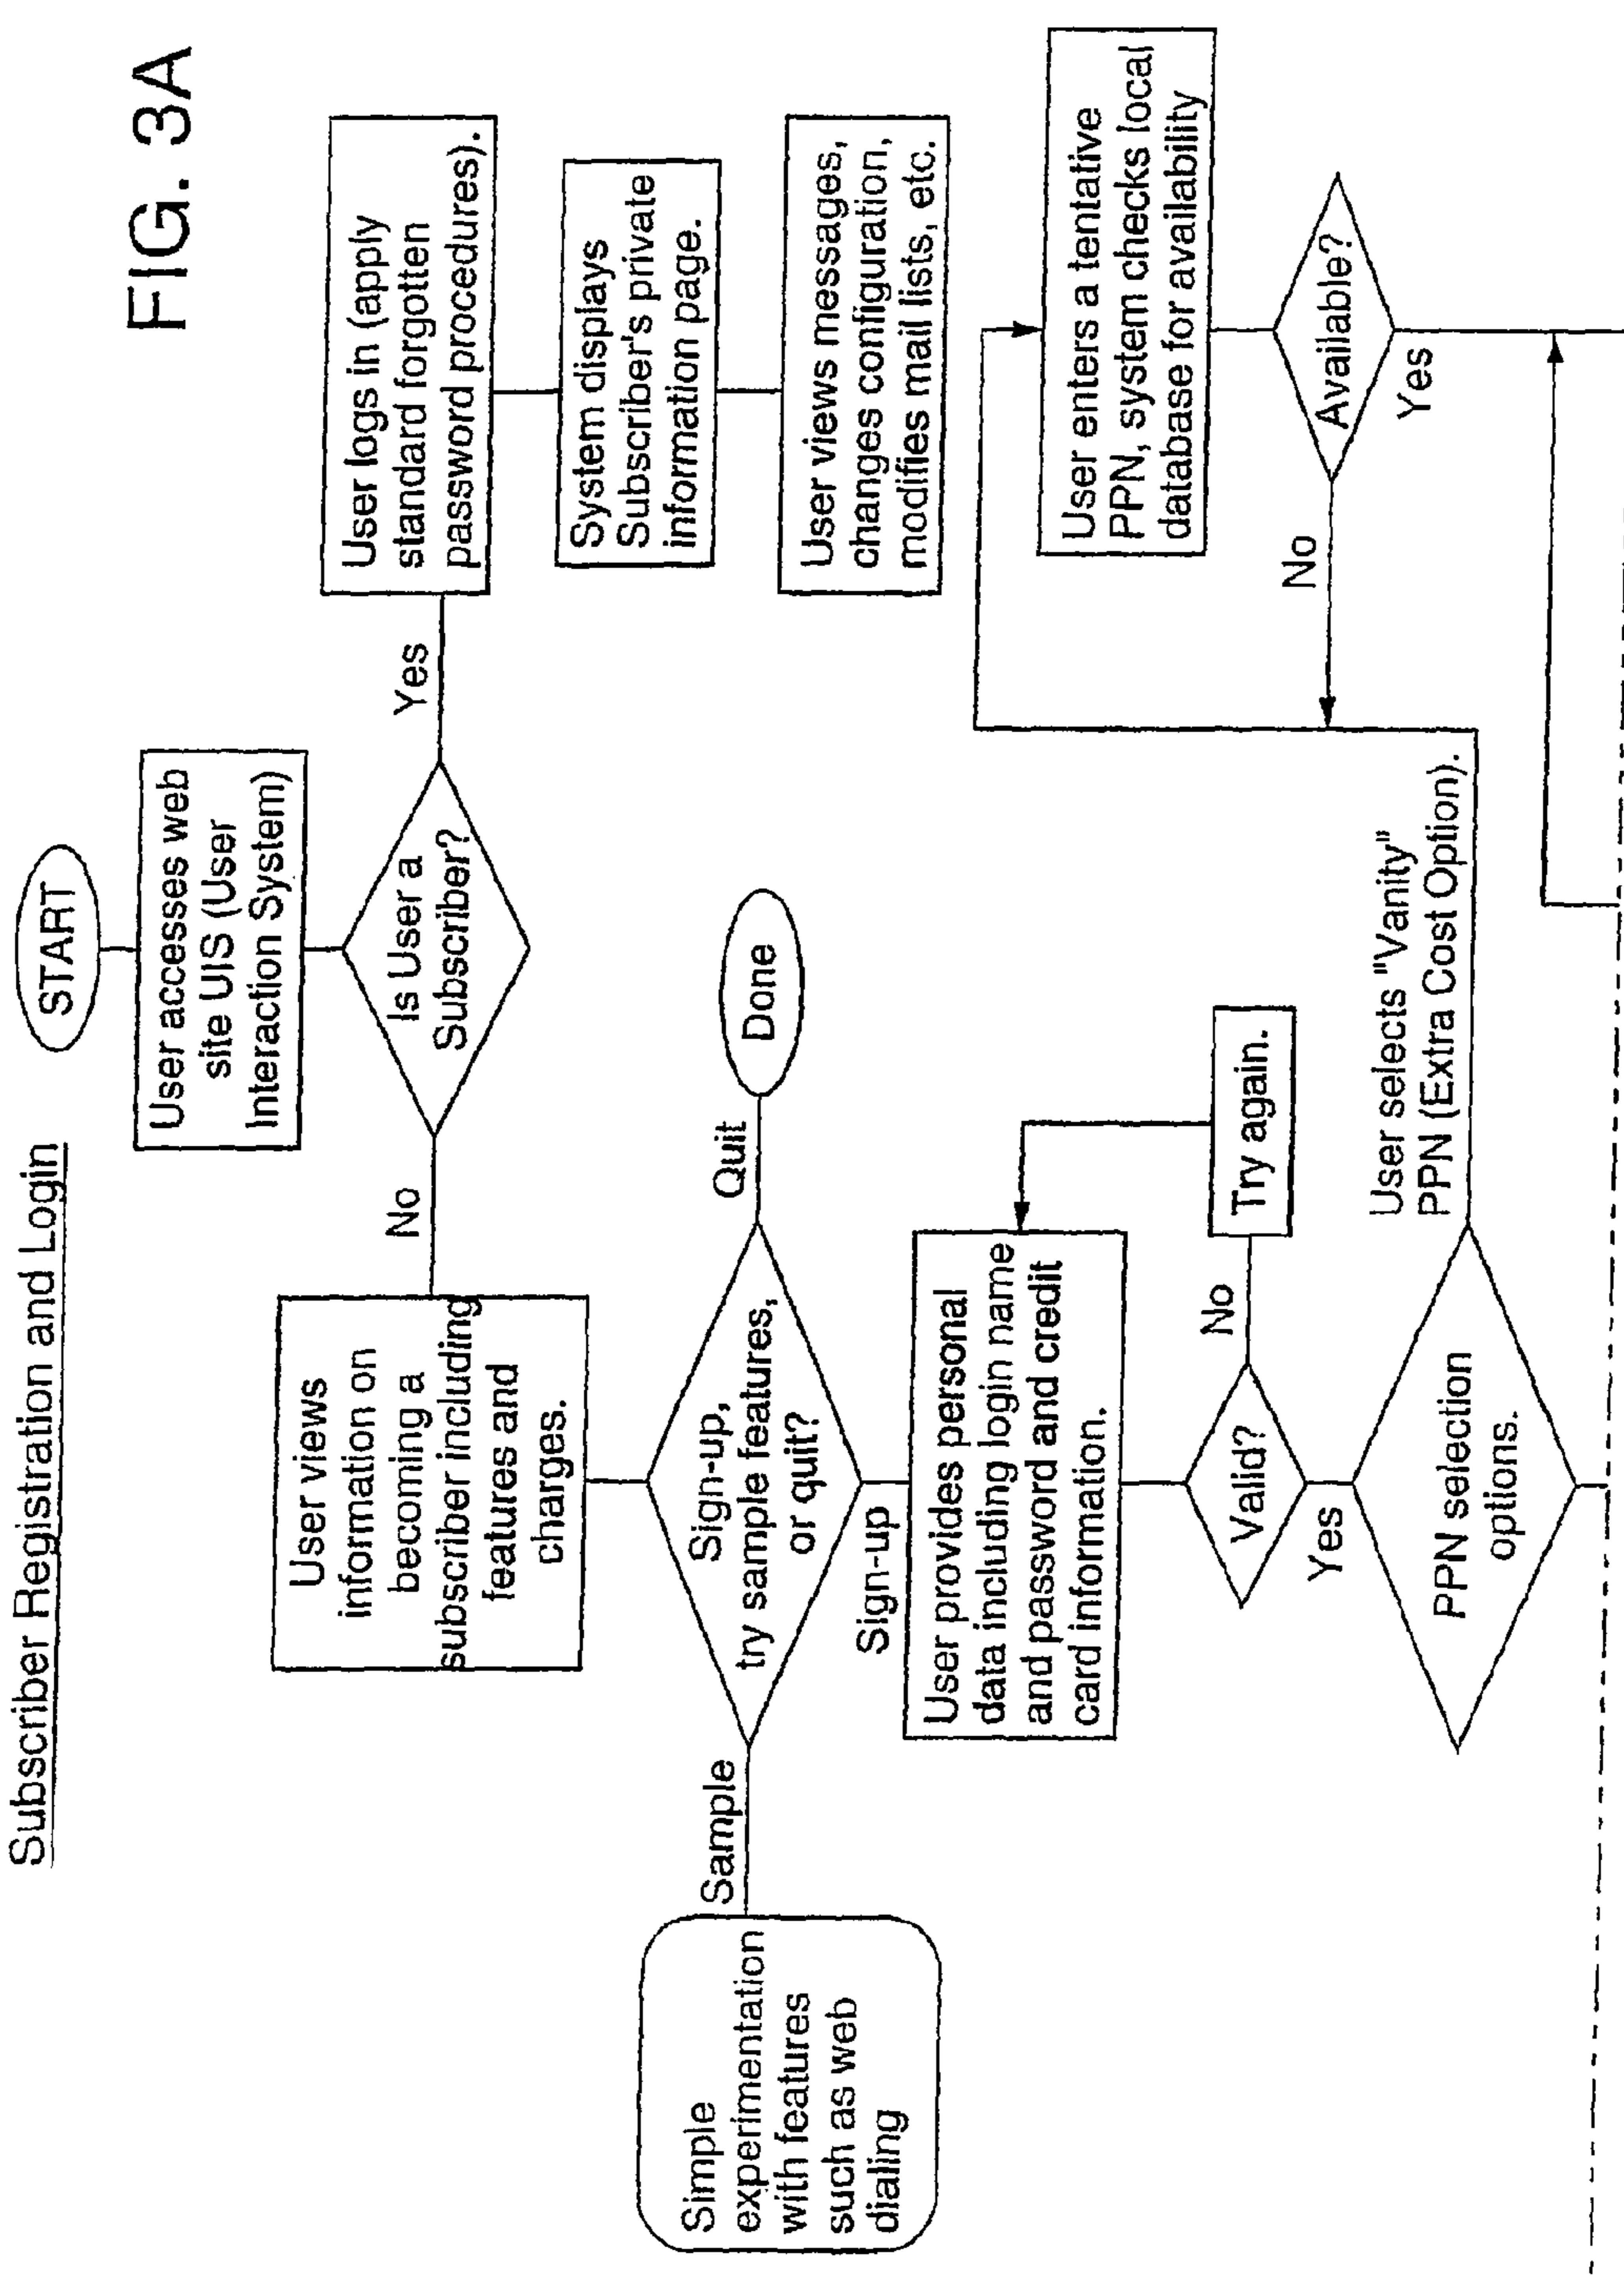 FIG. 3A
Subscriber Registration and Login
START
User accesses web
site UIS (User
Interaction System)
Is User a
Subscriber?
Yes
No
User logs in (apply
standard forgotten
password procedures).
System displays
Subscriber's private
information page.
User views messages,
changes configuration,
modifies mail lists, etc.
User views
information on
becoming a
subscriber including
features and
charges.
Sign-up,
try sample features,
or quit?
Quit
Done
Sample
Simple
experimentation
with features
such as web
dialing
Sign-up
User provides personal
data including login name
and password and credit
card information.
Valid?
No
Try again.
Yes
PPN selection
options.
User selects "Vanity"
PPN (Extra Cost Option).
User enters a tentative
PPN, system checks local
database for availability
Available?
No
Yes